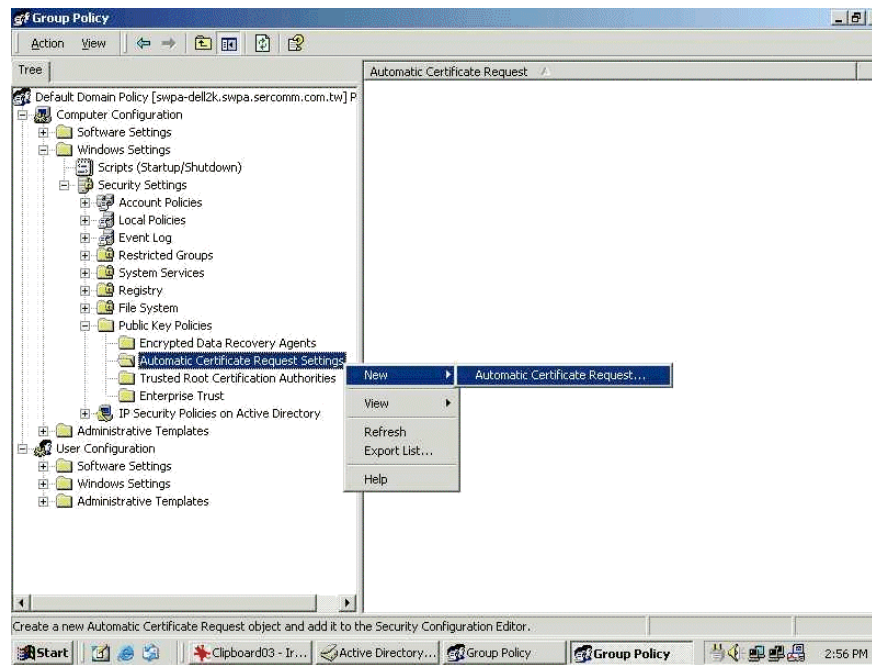 Group Policy
Action View
Tree
Automatic Certificate Request
Default Domain Policy [swpa-dell2k.swpa.sercomm.com.tw] P
Computer Configuration
Software Settings
Windows Settings
Scripts (Startup/Shutdown)
Security Settings
Account Policies
Local Policies
Event Log
Restricted Groups
System Services
Registry
File System
Public Key Policies
Encrypted Data Recovery Agents
Automatic Certificate Request Settings
Trusted Root Certification Authorities
Enterprise Trust
IP Security Policies on Active Directory
Administrative Templates
User Configuration
Software Settings
Windows Settings
Administrative Templates
New
Automatic Certificate Request...
View
Refresh
Export List...
Help
Create a new Automatic Certificate Request object and add it to the Security Configuration Editor.
Start Clipboard03 - Ir... Active Directory... Group Policy Group Policy 2:56 PM